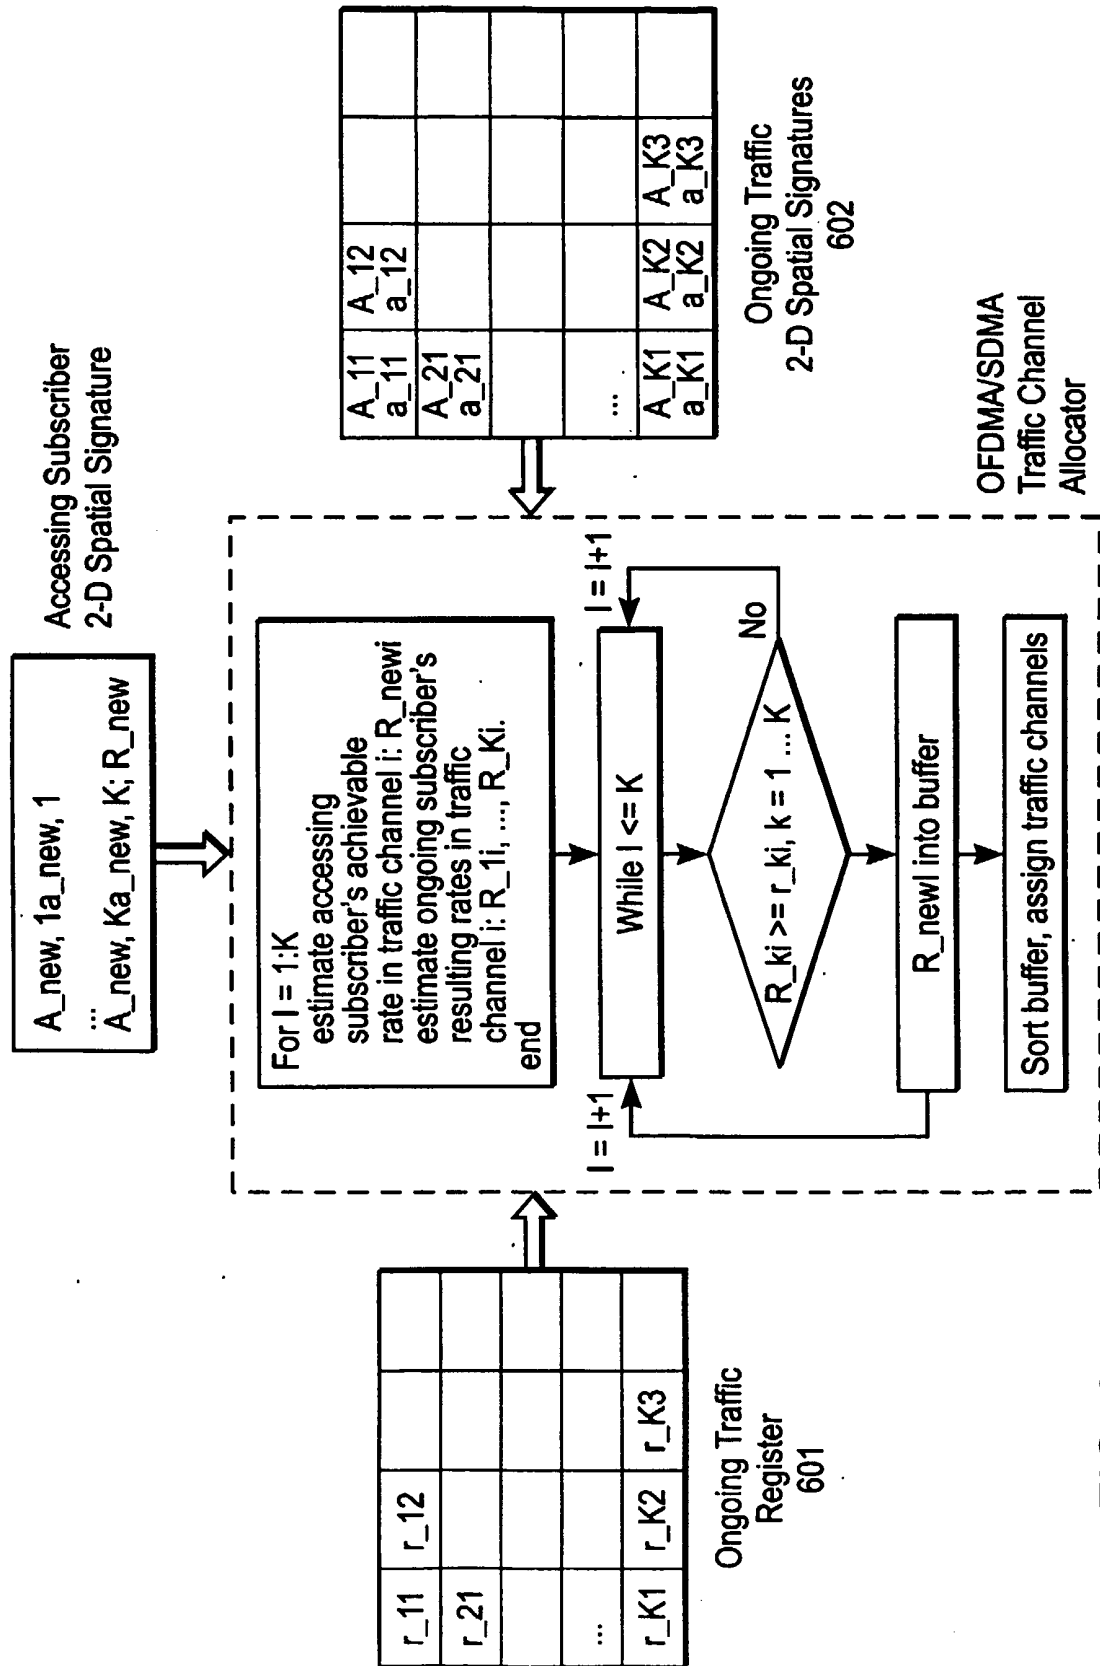 Accessing Subscriber
2-D Spatial Signature
A_new, 1a_new, 1
...
A_new, Ka_new, K; R_new
r_11 r_12
r_21
...
r_K1 r_K2 r_K3
Ongoing Traffic
Register
601
For I = 1:K
estimate accessing
subscriber's achievable
rate in traffic channel i: R_newi
estimate ongoing subscriber's
resulting rates in traffic
channel i: R_1i, ..., R_Ki.
end
I = I+1
I = I+1
While I <= K
R_ki >= r_ki, k = 1 ... K
No
R_newI into buffer
Sort buffer, assign traffic channels
A_11 A_12
a_11 a_12
A_21
a_21
...
A_K1 A_K2 A_K3
a_K1 a_K2 a_K3
Ongoing Traffic
2-D Spatial Signatures
602
OFDMA/SDMA
Traffic Channel
Allocator